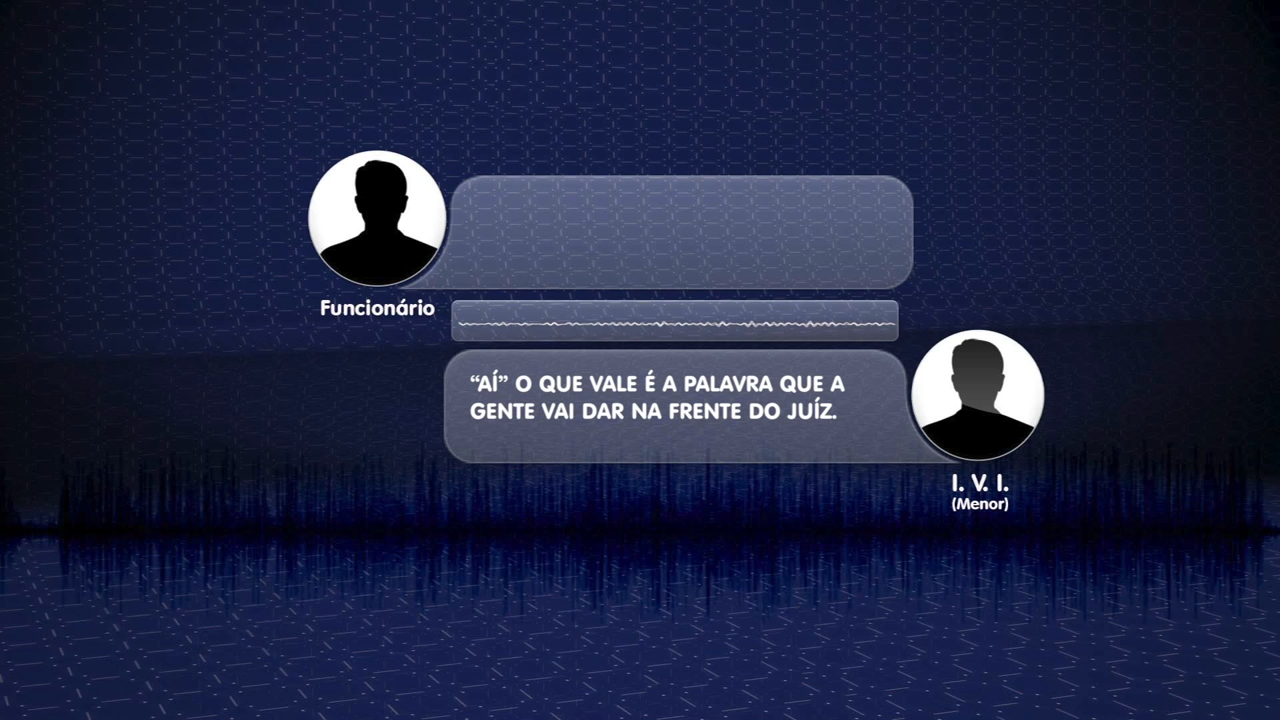 Funcionário
“AÍ” O QUE VALE É A PALAVRA QUE A
GENTE VAI DAR NA FRENTE DO JUÍZ.
I. V. I.
(Menor)